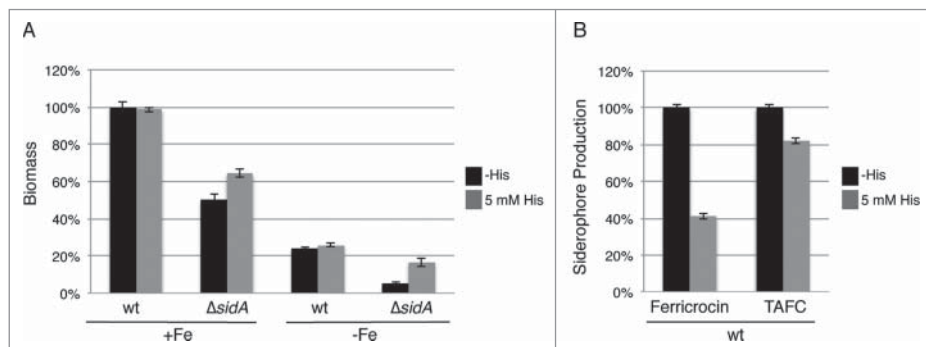 A
Biomass
120%
100%
80%
60%
40%
20%
0%
wt
ΔsidA
wt
ΔsidA
+Fe
-Fe
-His
5 mM His
B
Siderophore Production
120%
100%
80%
60%
40%
20%
0%
Ferricrocin
TAFC
wt
-His
5 mM His